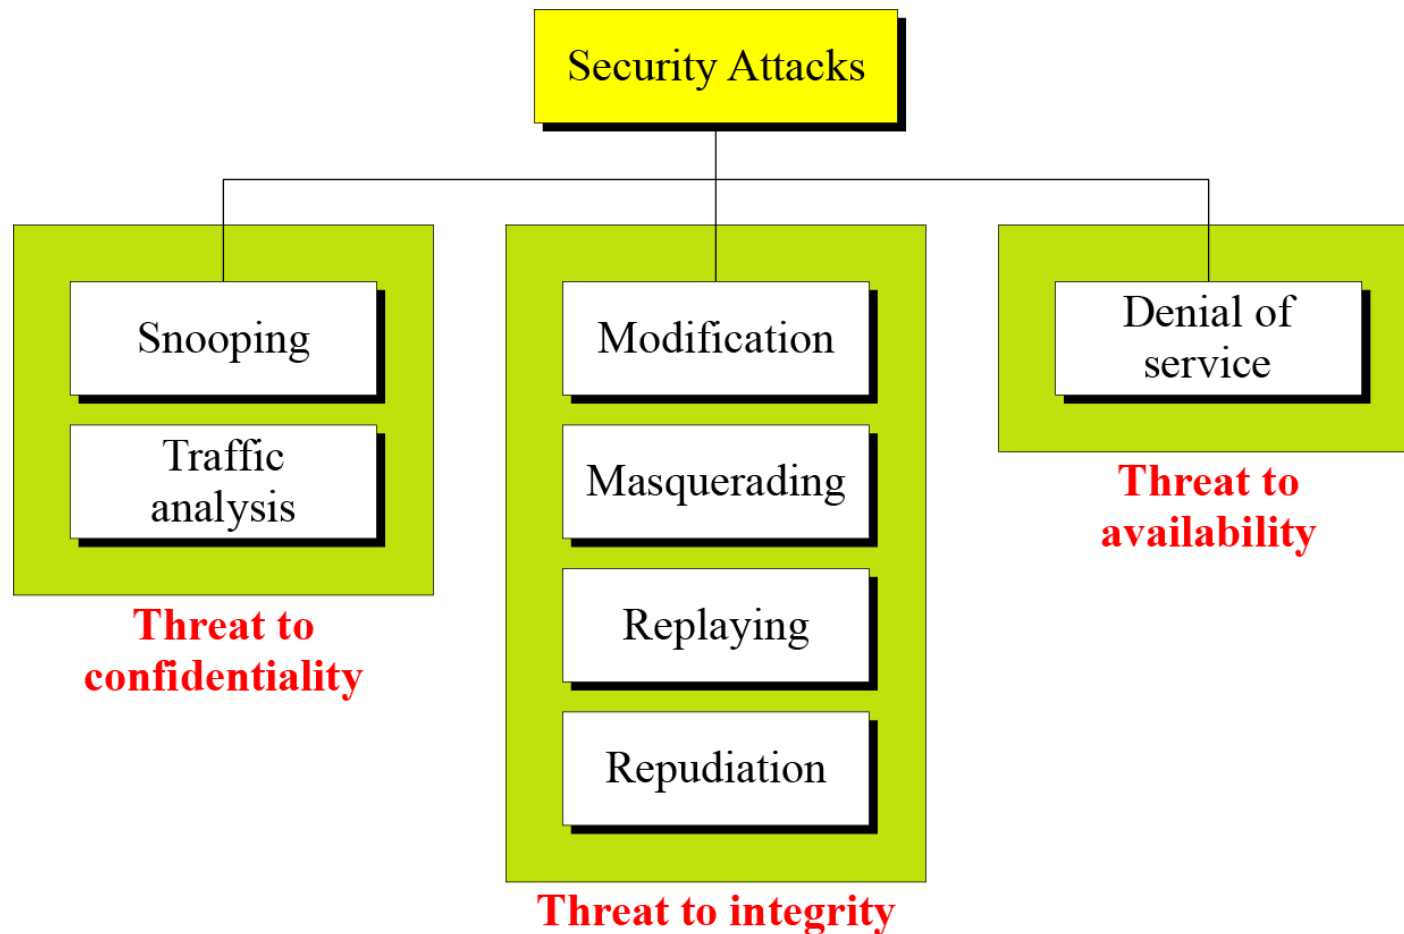 Security Attacks
Snooping
Traffic
analysis
Threat to
confidentiality
Modification
Masquerading
Replaying
Repudiation
Threat to integrity
Denial of
service
Threat to
availability